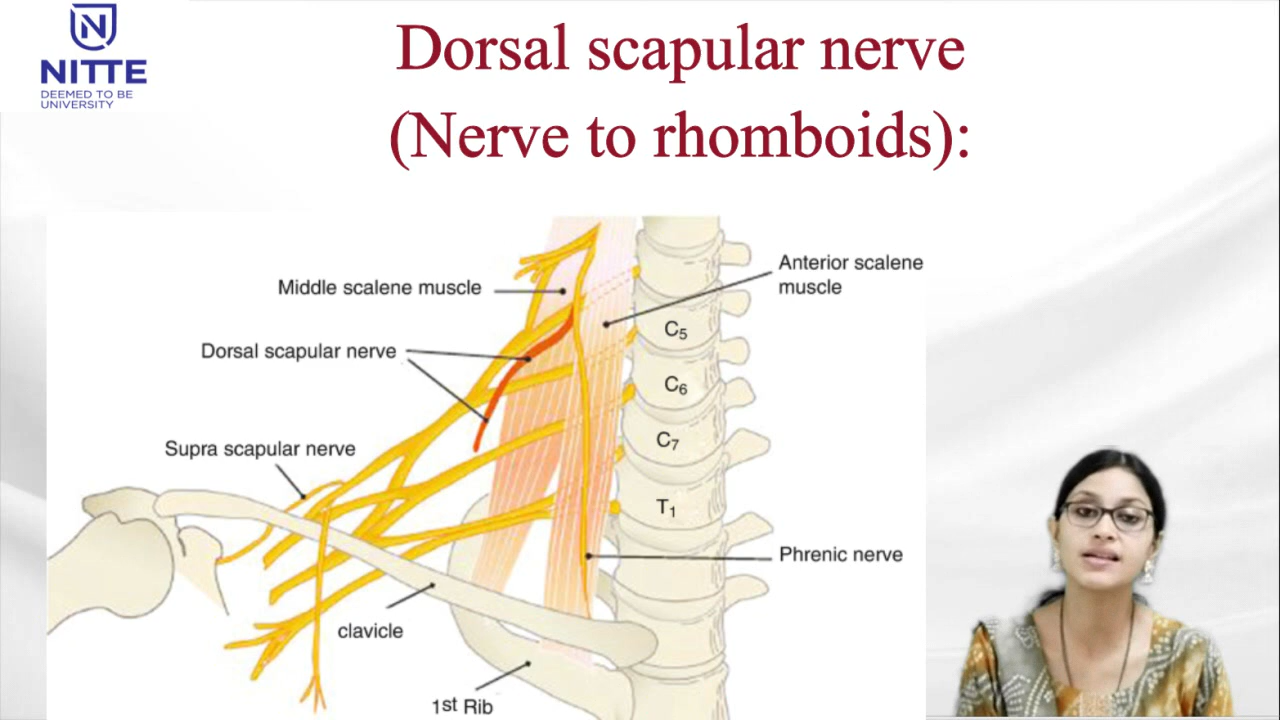 NITTE
DEEMED TO BE
UNIVERSITY
Dorsal scapular nerve
(Nerve to rhomboids):
Middle scalene muscle
Anterior scalene
muscle
Dorsal scapular nerve
C5
C6
C7
Supra scapular nerve
T1
Phrenic nerve
clavicle
1st Rib